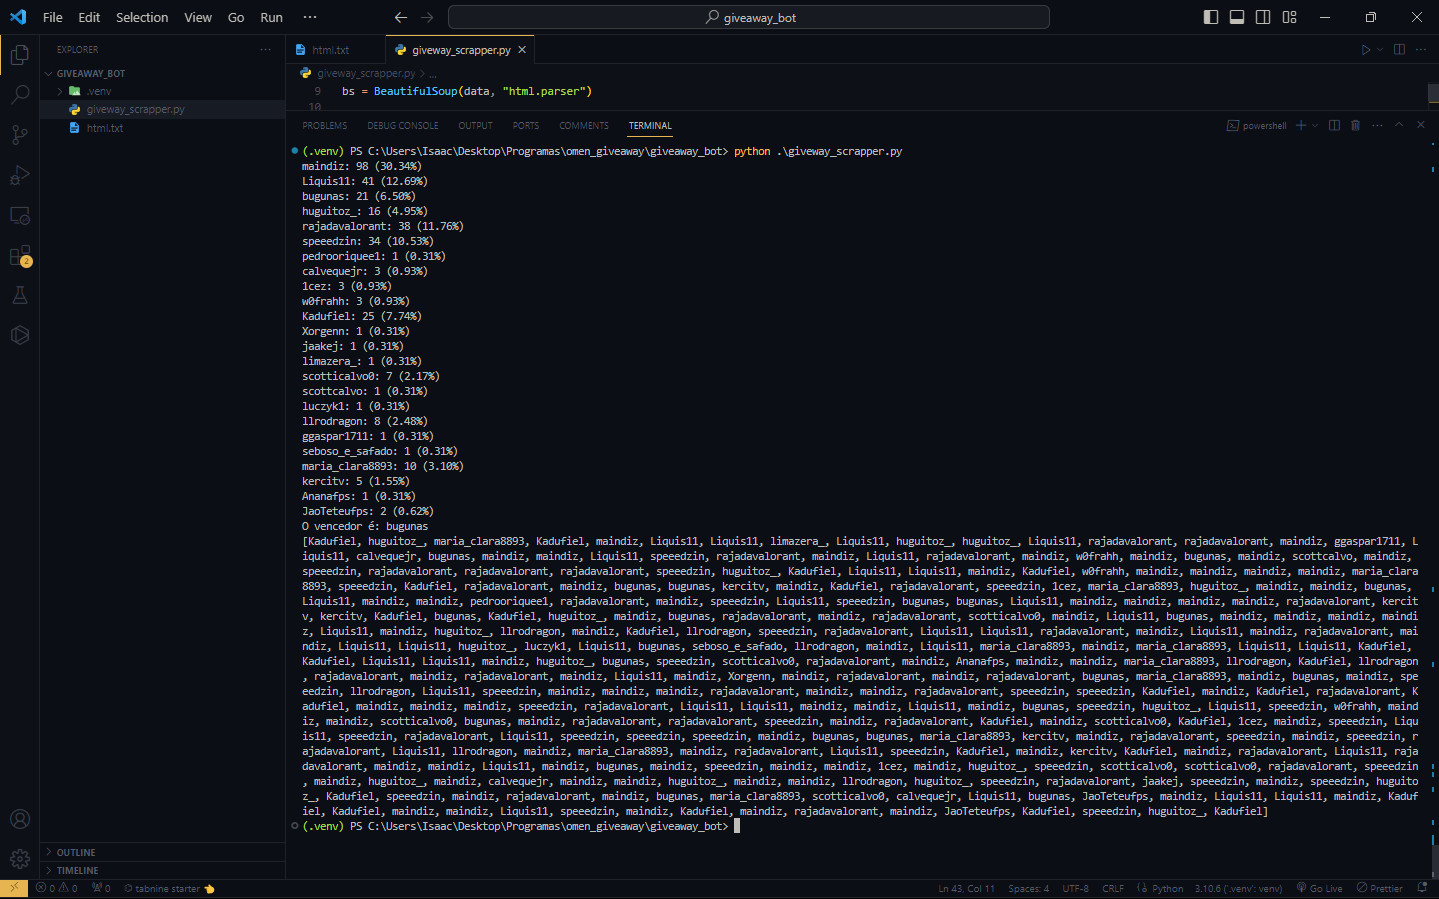 File Edit Selection View Go Run ··· giveaway_bot
EXPLORER ···
html.txt giveway_scrapper.py
GIVEAWAY_BOT
.venv
giveway_scrapper.py
html.txt
giveway_scrapper.py > ...
9 bs = BeautifulSoup(data, "html.parser")
10
PROBLEMS DEBUG CONSOLE OUTPUT PORTS COMMENTS TERMINAL powershell
(.venv) PS C:\Users\Isaac\Desktop\Programas\omen_giveaway\giveaway_bot> python .\giveway_scrapper.py
maindiz: 98 (30.34%)
Liquis11: 41 (12.69%)
bugunas: 21 (6.50%)
huguitoz_: 16 (4.95%)
rajadavalorant: 38 (11.76%)
speeedzin: 34 (10.53%)
pedrooriquee1: 1 (0.31%)
calvequejr: 3 (0.93%)
1cez: 3 (0.93%)
w0frahh: 3 (0.93%)
Kadufiel: 25 (7.74%)
Xorgenn: 1 (0.31%)
jaakej: 1 (0.31%)
limazera_: 1 (0.31%)
scotticalvo0: 7 (2.17%)
scottcalvo: 1 (0.31%)
luczyk1: 1 (0.31%)
llrodragon: 8 (2.48%)
ggaspar1711: 1 (0.31%)
seboso_e_safado: 1 (0.31%)
maria_clara8893: 10 (3.10%)
kercitv: 5 (1.55%)
Ananafps: 1 (0.31%)
JaoTeteufps: 2 (0.62%)
O vencedor é: bugunas
[Kadufiel, huguitoz_, maria_clara8893, Kadufiel, maindiz, Liquis11, Liquis11, limazera_, Liquis11, huguitoz_, huguitoz_, Liquis11, rajadavalorant, rajadavalorant, maindiz, ggaspar1711, L
iquis11, calvequejr, bugunas, maindiz, maindiz, Liquis11, speeedzin, rajadavalorant, maindiz, Liquis11, rajadavalorant, maindiz, w0frahh, maindiz, bugunas, maindiz, scottcalvo, maindiz,
speeedzin, rajadavalorant, rajadavalorant, rajadavalorant, speeedzin, huguitoz_, Kadufiel, Liquis11, Liquis11, maindiz, Kadufiel, w0frahh, maindiz, maindiz, maindiz, maindiz, maria_clara
8893, speeedzin, Kadufiel, rajadavalorant, maindiz, bugunas, bugunas, kercitv, maindiz, Kadufiel, rajadavalorant, speeedzin, 1cez, maria_clara8893, huguitoz_, maindiz, maindiz, bugunas,
Liquis11, maindiz, maindiz, pedrooriquee1, rajadavalorant, maindiz, speeedzin, Liquis11, speeedzin, bugunas, bugunas, Liquis11, maindiz, maindiz, maindiz, maindiz, rajadavalorant, kercit
v, kercitv, Kadufiel, bugunas, Kadufiel, huguitoz_, maindiz, bugunas, rajadavalorant, maindiz, rajadavalorant, scotticalvo0, maindiz, Liquis11, bugunas, maindiz, maindiz, maindiz, maindi
z, Liquis11, maindiz, huguitoz_, llrodragon, maindiz, Kadufiel, llrodragon, speeedzin, rajadavalorant, Liquis11, Liquis11, rajadavalorant, maindiz, Liquis11, maindiz, rajadavalorant, mai
ndiz, Liquis11, Liquis11, huguitoz_, luczyk1, Liquis11, bugunas, seboso_e_safado, llrodragon, maindiz, Liquis11, maria_clara8893, maindiz, maria_clara8893, Liquis11, Liquis11, Kadufiel,
Kadufiel, Liquis11, Liquis11, maindiz, huguitoz_, bugunas, speeedzin, scotticalvo0, rajadavalorant, maindiz, Ananafps, maindiz, maindiz, maria_clara8893, llrodragon, Kadufiel, llrodragon
, rajadavalorant, maindiz, rajadavalorant, maindiz, Liquis11, maindiz, Xorgenn, maindiz, rajadavalorant, maindiz, rajadavalorant, bugunas, maria_clara8893, maindiz, bugunas, maindiz, spe
eedzin, llrodragon, Liquis11, speeedzin, maindiz, maindiz, rajadavalorant, maindiz, maindiz, rajadavalorant, speeedzin, speeedzin, Kadufiel, maindiz, Kadufiel, rajadavalorant, K
adufiel, maindiz, maindiz, maindiz, speeedzin, rajadavalorant, Liquis11, Liquis11, maindiz, maindiz, Liquis11, maindiz, bugunas, speeedzin, huguitoz_, Liquis11, speeedzin, w0frahh, maind
iz, maindiz, scotticalvo0, bugunas, maindiz, rajadavalorant, rajadavalorant, speeedzin, maindiz, rajadavalorant, Kadufiel, maindiz, scotticalvo0, Kadufiel, 1cez, maindiz, speeedzin, Liqu
is11, speeedzin, rajadavalorant, Liquis11, speeedzin, speeedzin, speeedzin, maindiz, bugunas, bugunas, maria_clara8893, kercitv, maindiz, rajadavalorant, speeedzin, maindiz, speeedzin, r
ajadavalorant, Liquis11, llrodragon, maindiz, maria_clara8893, maindiz, rajadavalorant, Liquis11, speeedzin, Kadufiel, maindiz, kercitv, Kadufiel, maindiz, rajadavalorant, Liquis11, raja
davalorant, maindiz, maindiz, Liquis11, maindiz, bugunas, maindiz, speeedzin, maindiz, maindiz, 1cez, maindiz, huguitoz_, speeedzin, scotticalvo0, scotticalvo0, rajadavalorant, speeedzin
, maindiz, huguitoz_, maindiz, calvequejr, maindiz, maindiz, huguitoz_, maindiz, maindiz, llrodragon, huguitoz_, speeedzin, rajadavalorant, jaakej, speeedzin, maindiz, speeedzin, huguito
z_, Kadufiel, speeedzin, maindiz, rajadavalorant, maindiz, bugunas, maria_clara8893, scotticalvo0, calvequejr, Liquis11, bugunas, JaoTeteufps, maindiz, Liquis11, Liquis11, maindiz, Kaduf
iel, Kadufiel, maindiz, maindiz, Liquis11, speeedzin, maindiz, Kadufiel, maindiz, rajadavalorant, maindiz, JaoTeteufps, Kadufiel, speeedzin, huguitoz_, Kadufiel]
(.venv) PS C:\Users\Isaac\Desktop\Programas\omen_giveaway\giveaway_bot>
OUTLINE
TIMELINE
0 0 0 tabnine starter Ln 43, Col 11 Spaces: 4 UTF-8 CRLF Python 3.10.6 ('.venv': venv) Go Live Prettier
2